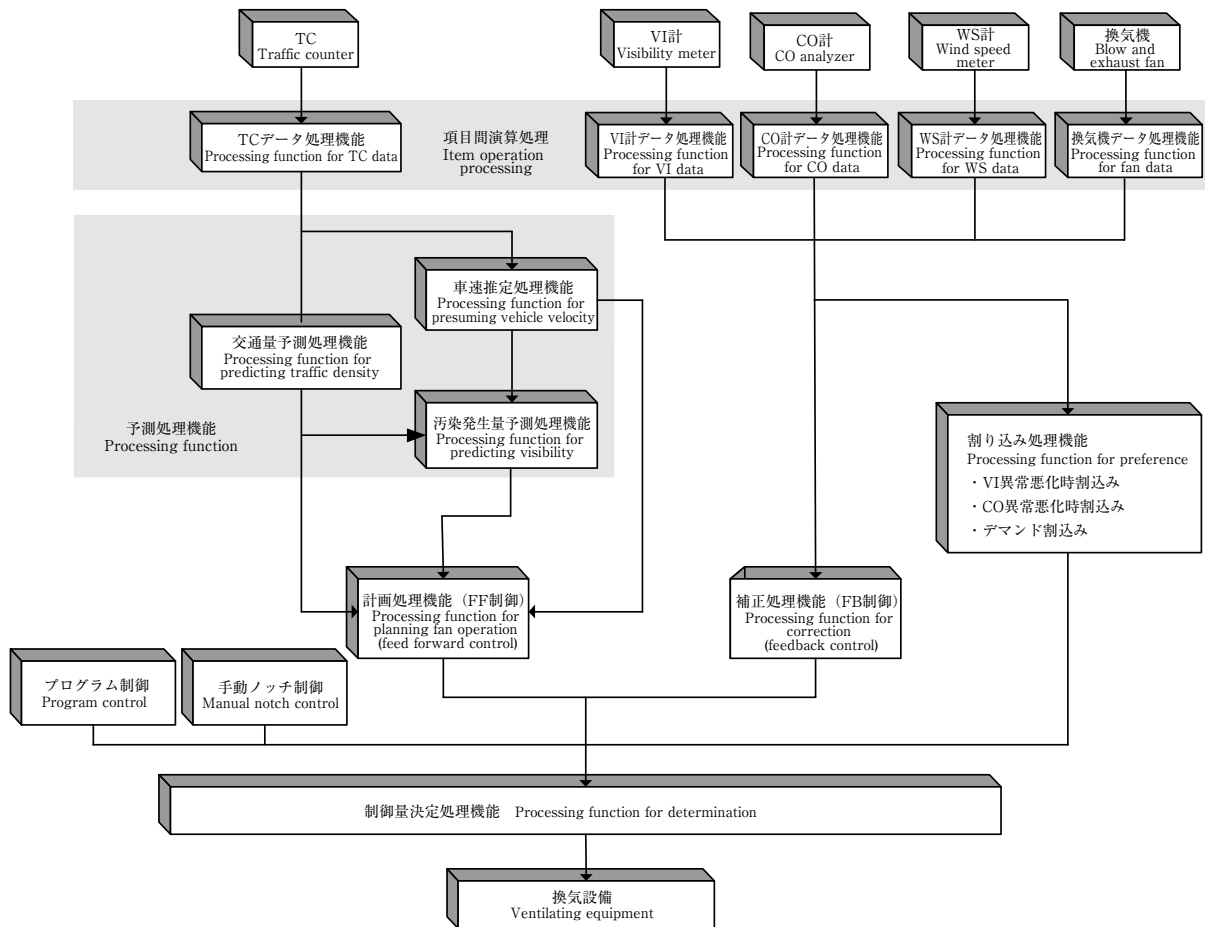 TC
Traffic counter
VI計
Visibility meter
CO計
CO analyzer
WS計
Wind speed
meter
換気機
Blow and
exhaust fan
TCデータ処理機能
Processing function for TC data
項目間演算処理
Item operation
processing
VI計データ処理機能
Processing function
for VI data
CO計データ処理機能
Processing function
for CO data
WS計データ処理機能
Processing function
for WS data
換気機データ処理機能
Processing function
for fan data
車速推定処理機能
Processing function for
presuming vehicle velocity
交通量予測処理機能
Processing function for
predicting traffic density
汚染発生量予測処理機能
Processing function for
predicting visibility
予測処理機能
Processing function
割り込み処理機能
Processing function for preference
・VI異常悪化時割込み
・CO異常悪化時割込み
・デマンド割込み
計画処理機能（FF制御）
Processing function for
planning fan operation
(feed forward control)
補正処理機能（FB制御）
Processing function for
correction
(feedback control)
プログラム制御
Program control
手動ノッチ制御
Manual notch control
制御量決定処理機能 Processing function for determination
換気設備
Ventilating equipment